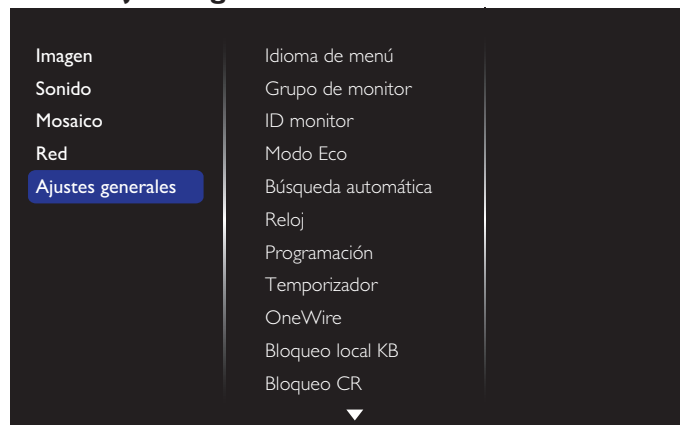 Imagen
Sonido
Mosaico
Red
Ajustes generales
Idioma de menú
Grupo de monitor
ID monitor
Modo Eco
Búsqueda automática
Reloj
Programación
Temporizador
OneWire
Bloqueo local KB
Bloqueo CR